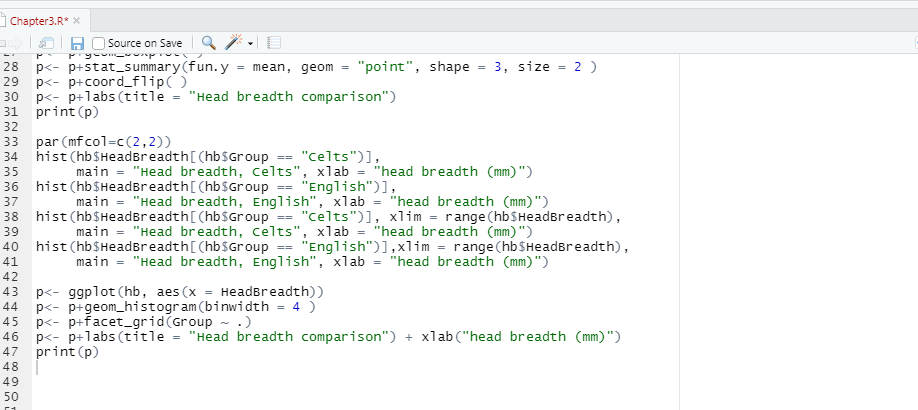 Chapter3.R*
Source on Save
28 p<- p+stat_summary(fun.y = mean, geom = "point", shape = 3, size = 2 )
29 p<- p+coord_flip( )
30 p<- p+labs(title = "Head breadth comparison")
31 print(p)
32
33 par(mfcol=c(2,2))
34 hist(hb$HeadBreadth[(hb$Group == "Celts")],
35 main = "Head breadth, Celts", xlab = "head breadth (mm)")
36 hist(hb$HeadBreadth[(hb$Group == "English")],
37 main = "Head breadth, English", xlab = "head breadth (mm)")
38 hist(hb$HeadBreadth[(hb$Group == "Celts")], xlim = range(hb$HeadBreadth),
39 main = "Head breadth, Celts", xlab = "head breadth (mm)")
40 hist(hb$HeadBreadth[(hb$Group == "English")],xlim = range(hb$HeadBreadth),
41 main = "Head breadth, English", xlab = "head breadth (mm)")
42
43 p<- ggplot(hb, aes(x = HeadBreadth))
44 p<- p+geom_histogram(binwidth = 4 )
45 p<- p+facet_grid(Group ~ .)
46 p<- p+labs(title = "Head breadth comparison") + xlab("head breadth (mm)")
47 print(p)
48
49
50